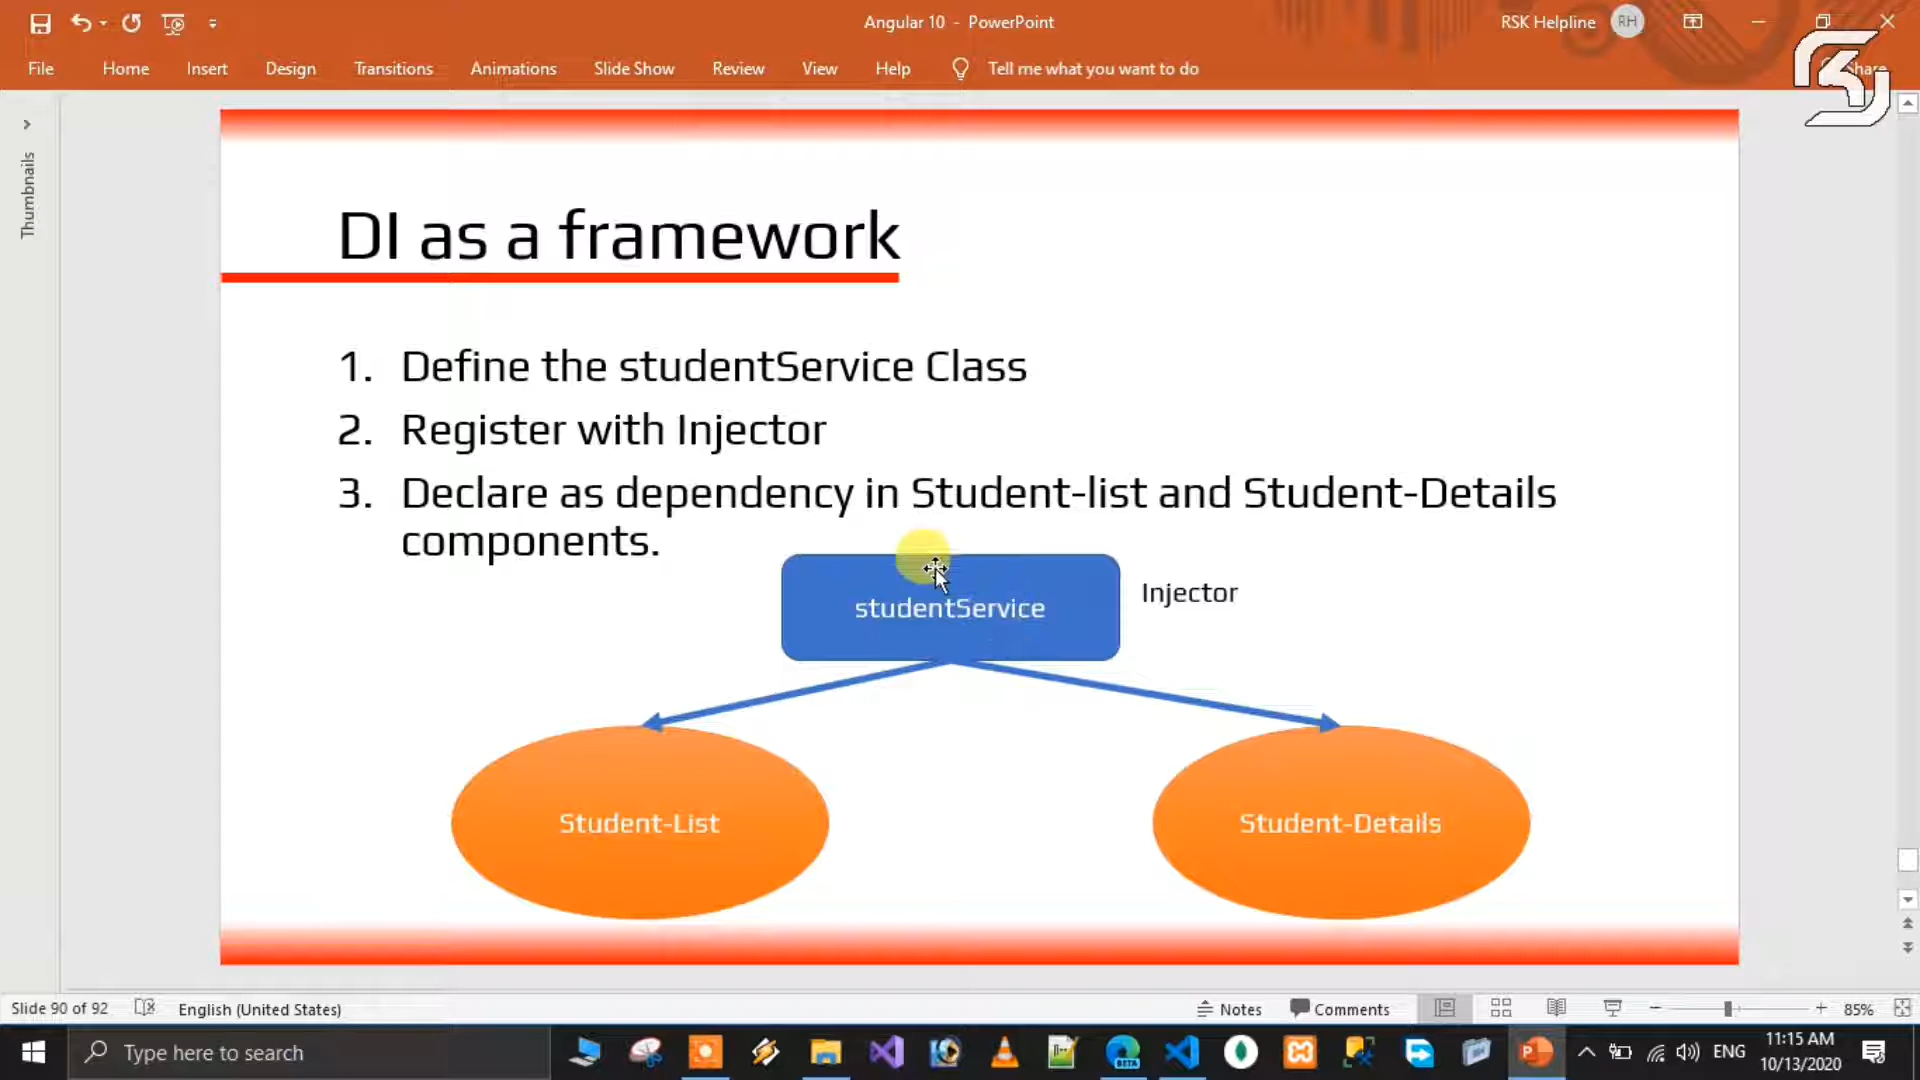 Angular 10 - PowerPoint
RSK Helpline
RH
File
Home
Insert
Design
Transitions
Animations
Slide Show
Review
View
Help
Tell me what you want to do
Share
Thumbnails
DI as a framework
1. Define the studentService Class
2. Register with Injector
3. Declare as dependency in Student-list and Student-Details
components.
studentService
Injector
Student-List
Student-Details
Slide 90 of 92
English (United States)
Notes
Comments
85%
Type here to search
BETA
ENG
11:15 AM
10/13/2020